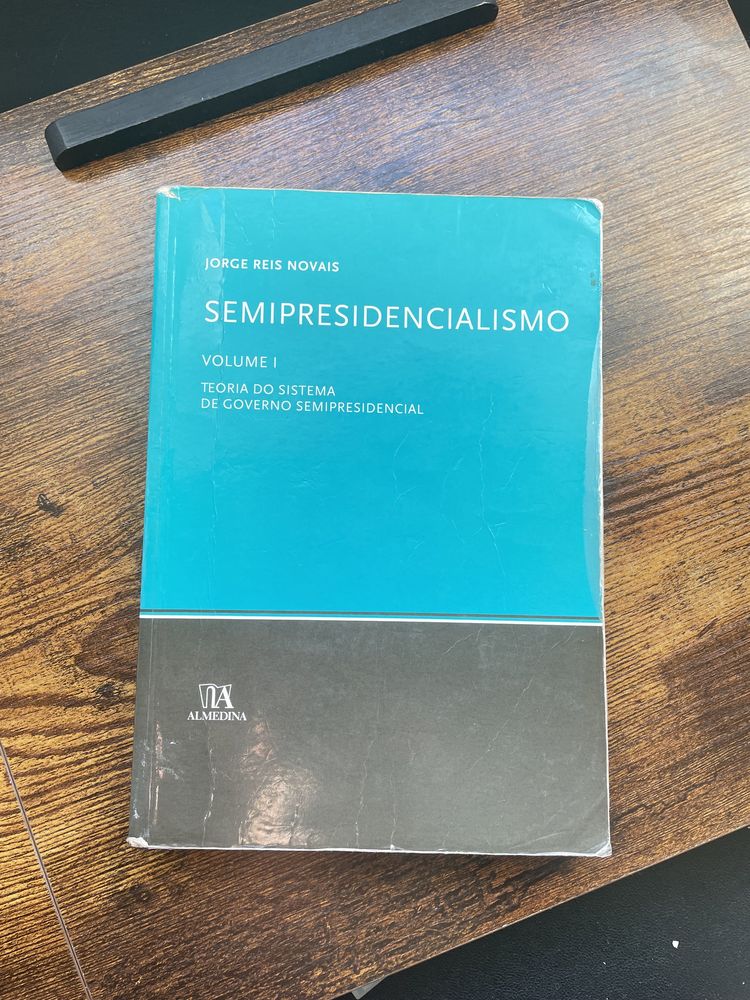 JORGE REIS NOVAIS
SEMIPRESIDENCIALISMO
VOLUME I
TEORIA DO SISTEMA
DE GOVERNO SEMIPRESIDENCIAL
ALMEDINA